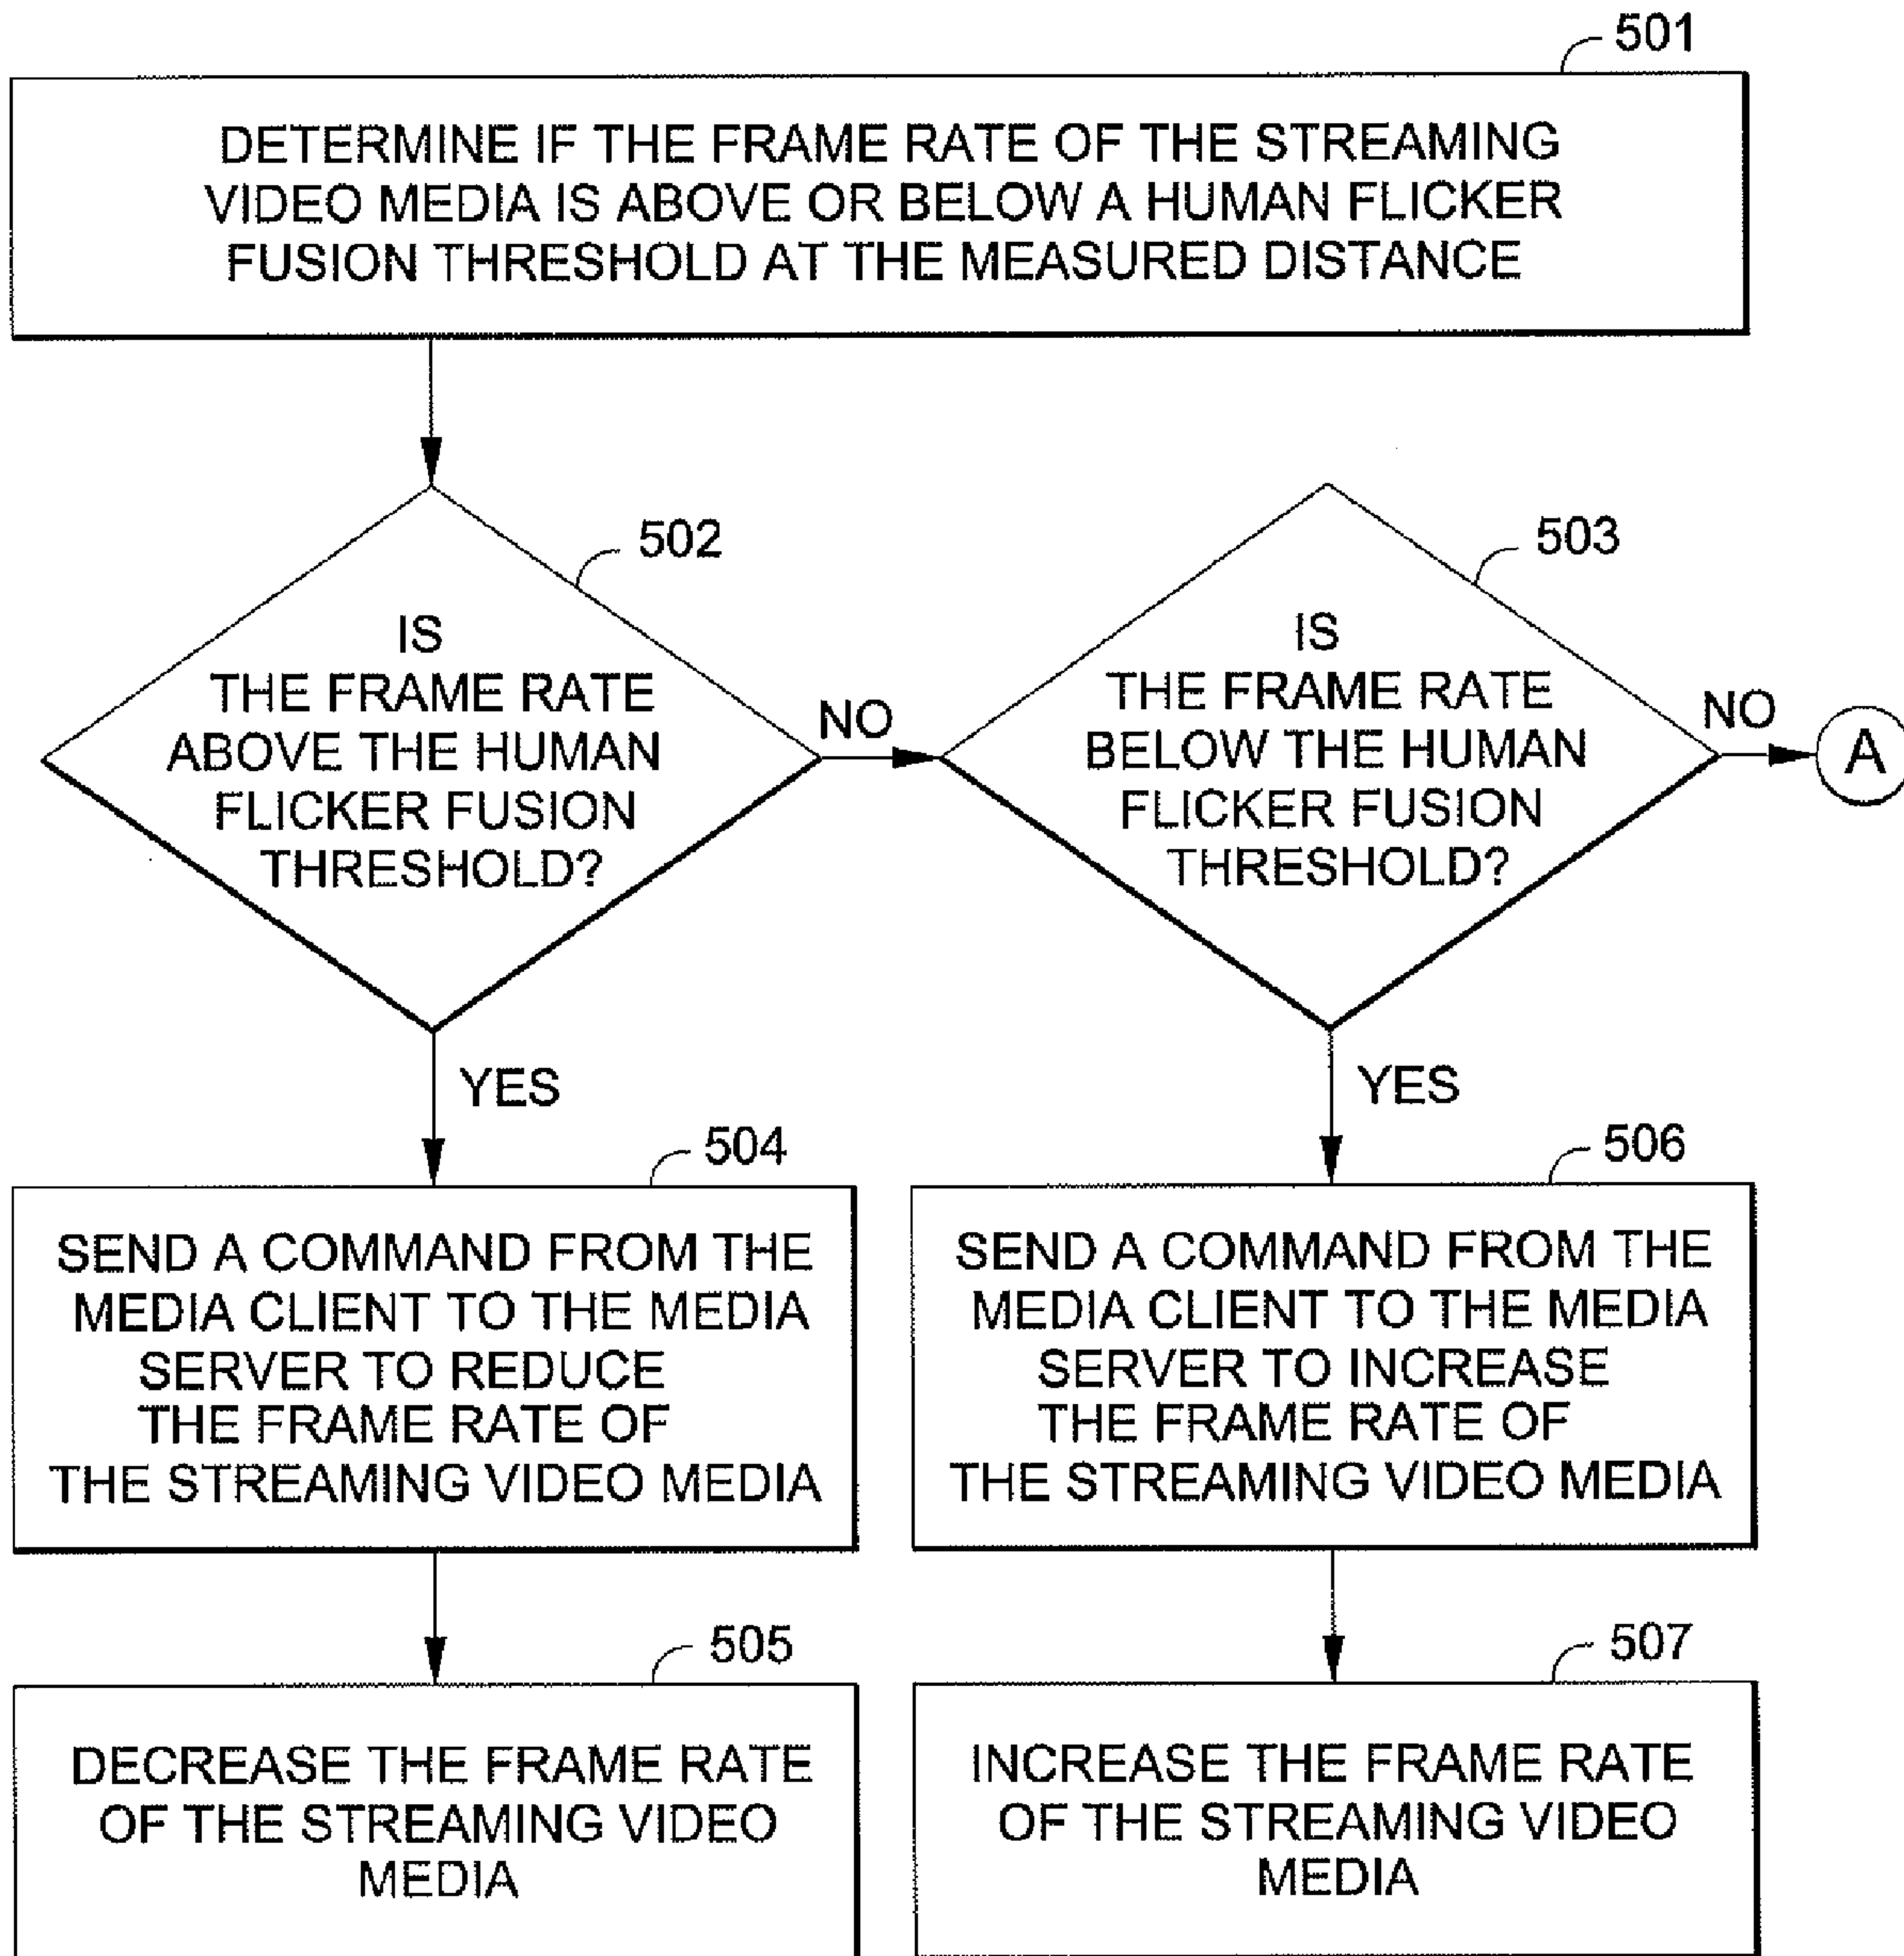 501
DETERMINE IF THE FRAME RATE OF THE STREAMING
VIDEO MEDIA IS ABOVE OR BELOW A HUMAN FLICKER
FUSION THRESHOLD AT THE MEASURED DISTANCE
502
IS
THE FRAME RATE
ABOVE THE HUMAN
FLICKER FUSION
THRESHOLD?
NO
503
IS
THE FRAME RATE
BELOW THE HUMAN
FLICKER FUSION
THRESHOLD?
NO
A
YES
YES
504
SEND A COMMAND FROM THE
MEDIA CLIENT TO THE MEDIA
SERVER TO REDUCE
THE FRAME RATE OF
THE STREAMING VIDEO MEDIA
506
SEND A COMMAND FROM THE
MEDIA CLIENT TO THE MEDIA
SERVER TO INCREASE
THE FRAME RATE OF
THE STREAMING VIDEO MEDIA
505
DECREASE THE FRAME RATE
OF THE STREAMING VIDEO
MEDIA
507
INCREASE THE FRAME RATE
OF THE STREAMING VIDEO
MEDIA